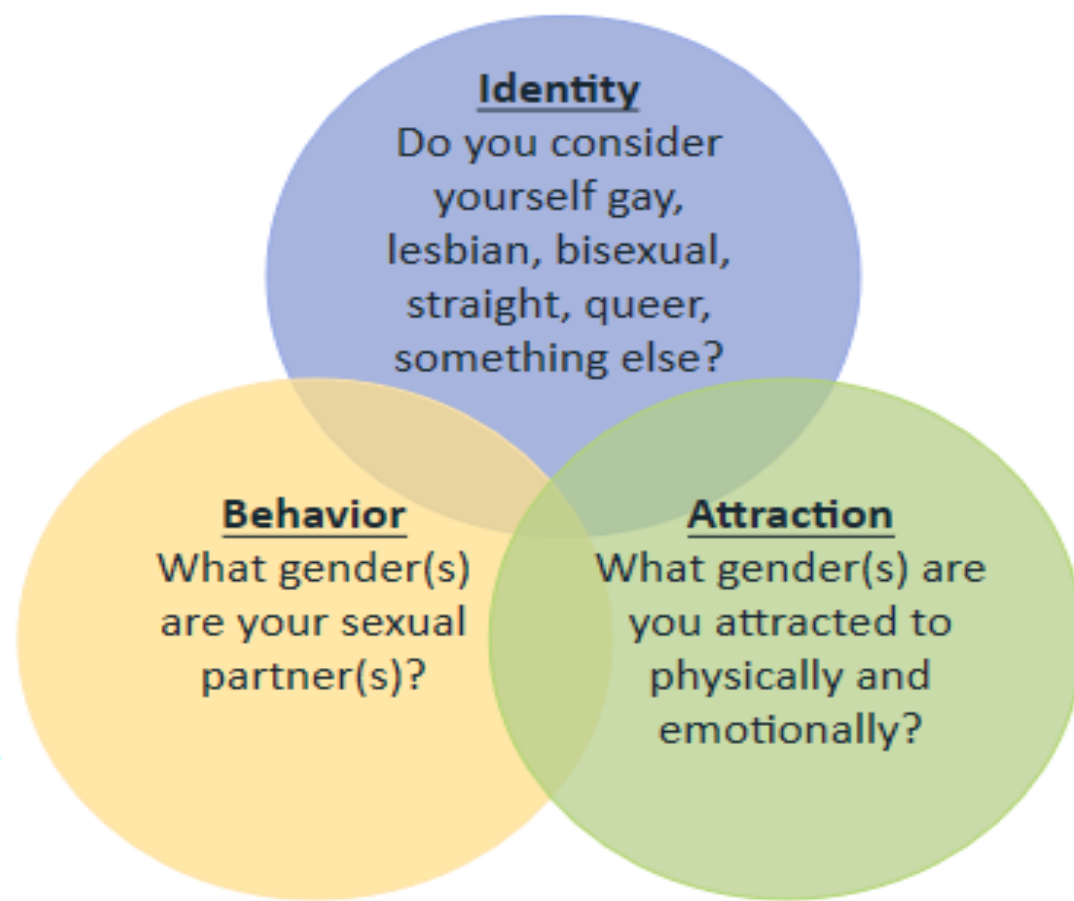 Identity
Do you consider
yourself gay,
lesbian, bisexual,
straight, queer,
something else?
Behavior
What gender(s)
are your sexual
partner(s)?
Attraction
What gender(s) are
you attracted to
physically and
emotionally?